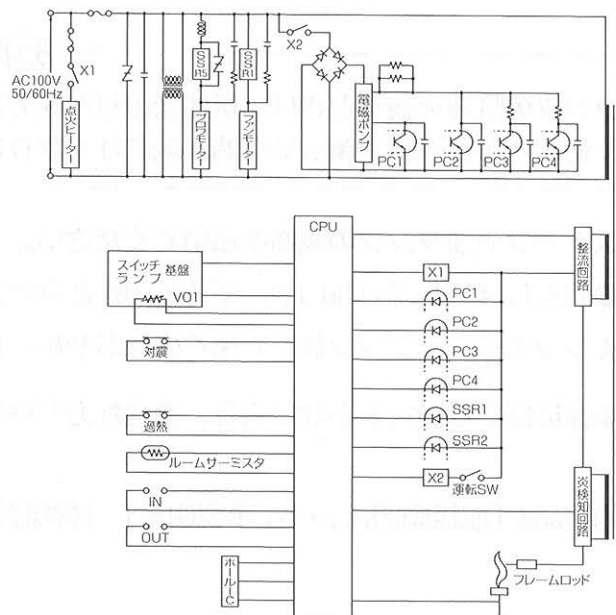 X1
AC100V
50/60Hz
点火ヒーター
SSR5
ブロワモーター
SSR1
ファンモーター
X2
電磁ポンプ
PC1
PC2
PC3
PC4
CPU
スイッチ
ランプ 基盤
VO1
対震
過熱
ルームサーミスタ
IN
OUT
ホールIC
X1
PC1
PC2
PC3
PC4
SSR1
SSR2
X2
運転SW
整流回路
炎検知回路
フレームロッド